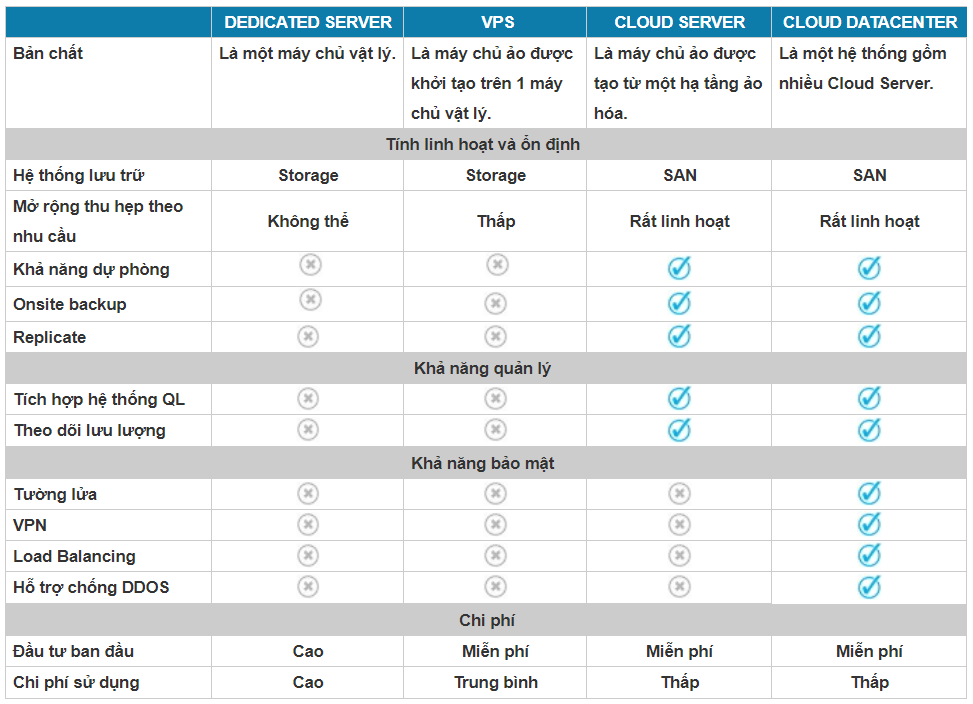 DEDICATED SERVER VPS CLOUD SERVER CLOUD DATACENTER
Bản chất Là một máy chủ vật lý. Là máy chủ ảo được Là máy chủ ảo được Là một hệ thống gồm
khởi tạo trên 1 máy tạo từ một hạ tầng ảo nhiều Cloud Server.
chủ vật lý. hóa.
Tính linh hoạt và ổn định
Hệ thống lưu trữ Storage Storage SAN SAN
Mở rộng thu hẹp theo
nhu cầu Không thể Thấp Rất linh hoạt Rất linh hoạt
Khả năng dự phòng
Onsite backup
Replicate
Khả năng quản lý
Tích hợp hệ thống QL
Theo dõi lưu lượng
Khả năng bảo mật
Tường lửa
VPN
Load Balancing
Hỗ trợ chống DDOS
Chi phí
Đầu tư ban đầu Cao Miễn phí Miễn phí Miễn phí
Chi phí sử dụng Cao Trung bình Thấp Thấp